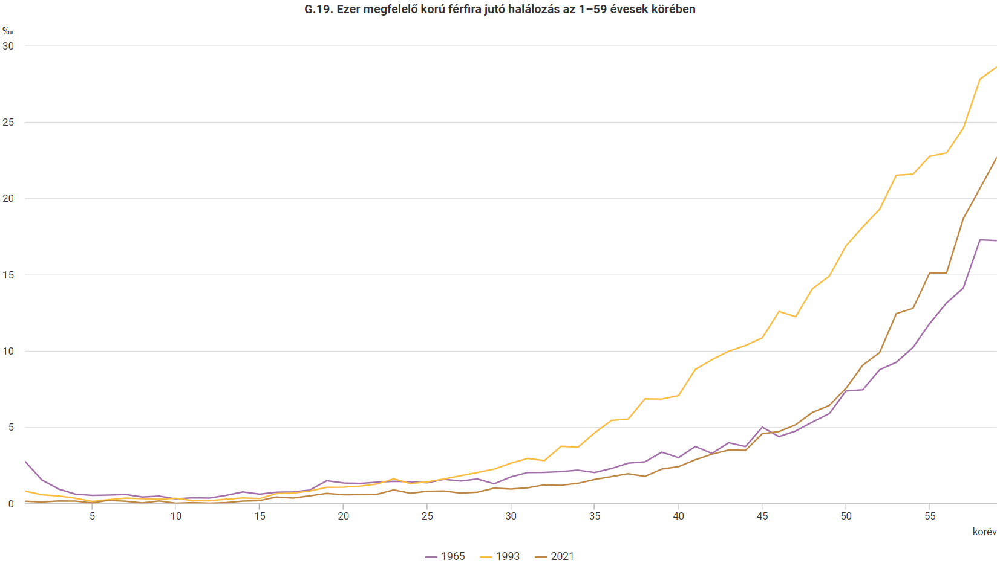 G.19. Ezer megfelelő korú férfira jutó halálozás az 1–59 évesek körében
‰
30
25
20
15
10
5
0
5 10 15 20 25 30 35 40 45 50 55
korév
1965 1993 2021